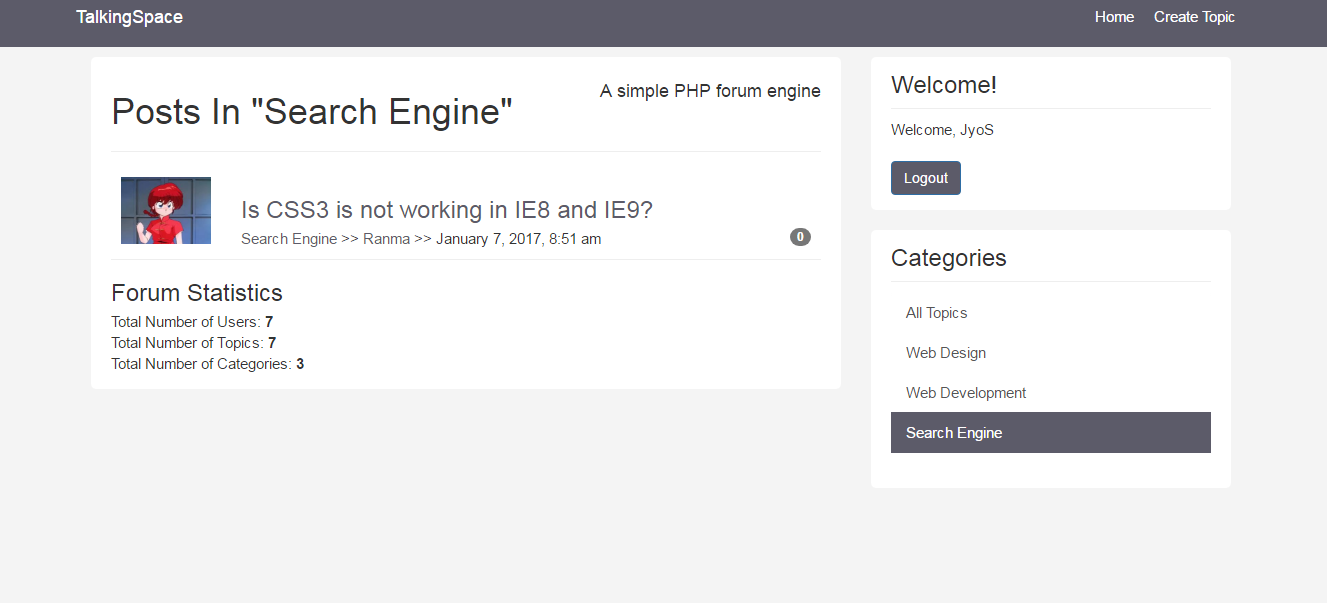 TalkingSpace
Home
Create Topic
Posts In "Search Engine"
A simple PHP forum engine
Is CSS3 is not working in IE8 and IE9?
Search Engine >> Ranma >> January 7, 2017, 8:51 am
0
Forum Statistics
Total Number of Users: 7
Total Number of Topics: 7
Total Number of Categories: 3
Welcome!
Welcome, JyoS
Logout
Categories
All Topics
Web Design
Web Development
Search Engine